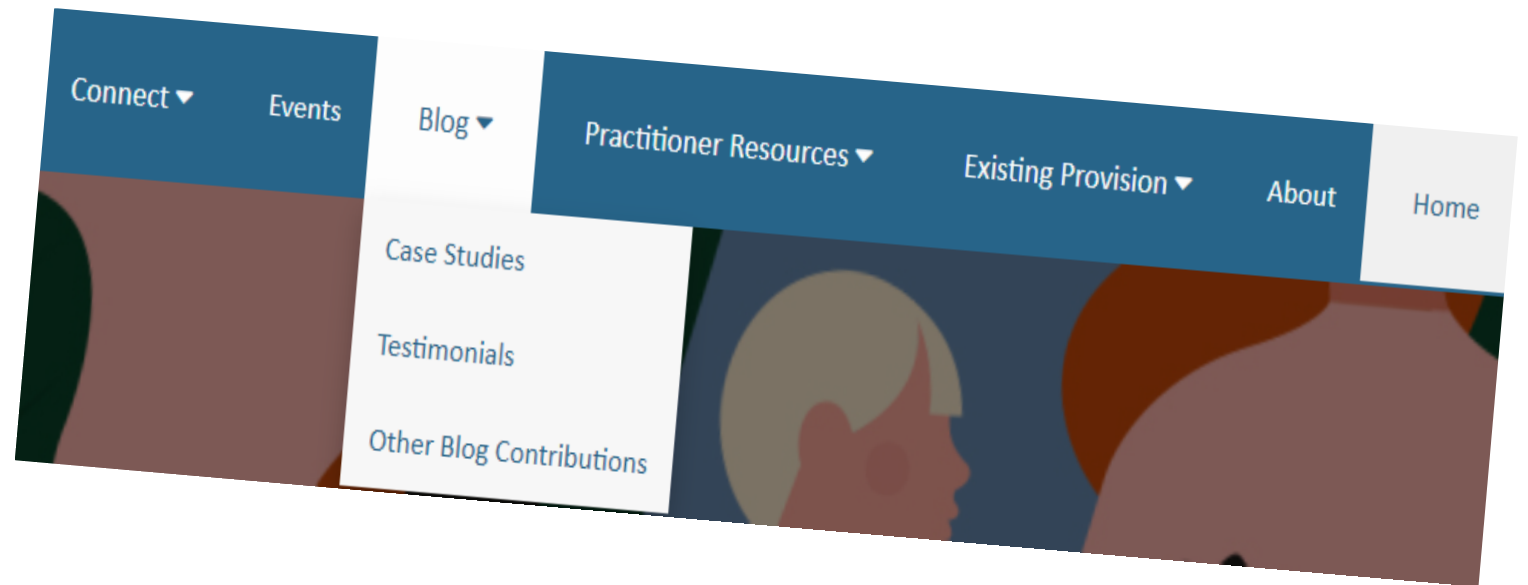 Connect
Events
Blog
Practitioner Resources
Existing Provision
About
Home
Case Studies
Testimonials
Other Blog Contributions